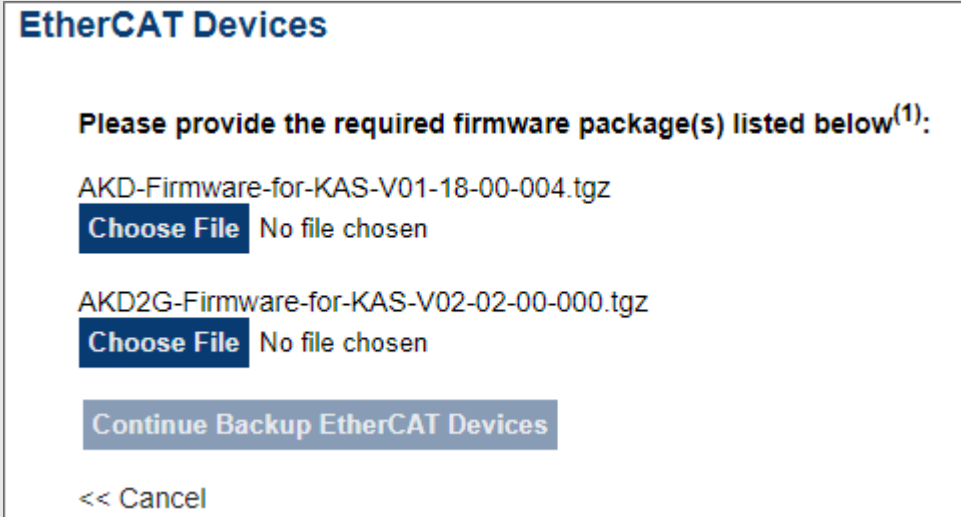 EtherCAT Devices
Please provide the required firmware package(s) listed below(1):
AKD-Firmware-for-KAS-V01-18-00-004.tgz
Choose File No file chosen
AKD2G-Firmware-for-KAS-V02-02-00-000.tgz
Choose File No file chosen
Continue Backup EtherCAT Devices
<< Cancel